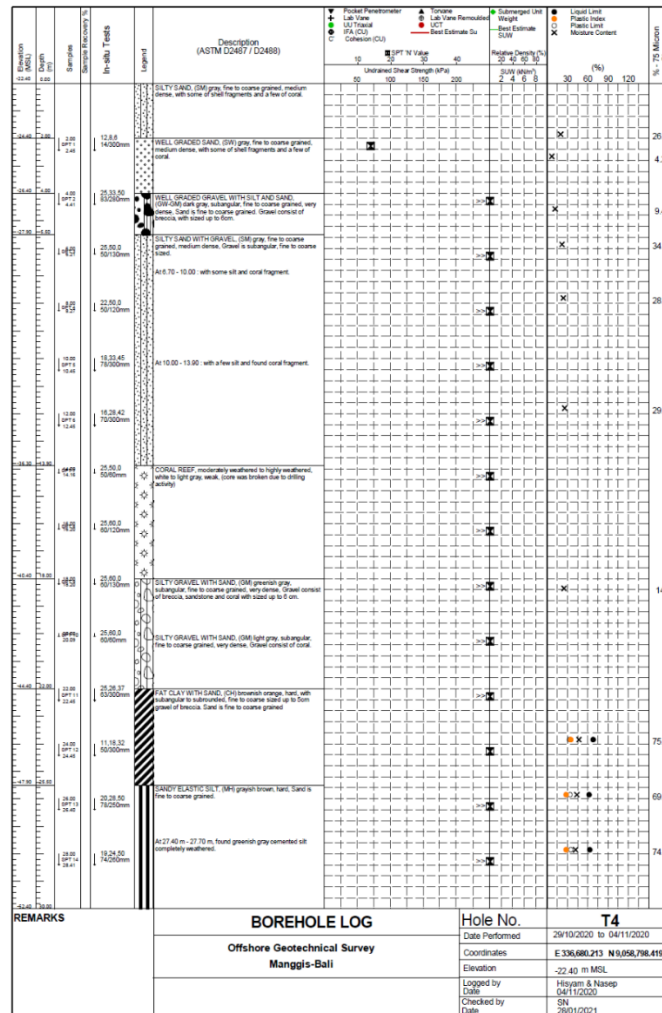 Elevation (MSL)
Depth (m)
Samples
Sample Recovery %
In-situ Tests
Legend
Description
(ASTM D2487 / D2488)
Pocket Penetrometer
Lab Vane
UU Triaxial
IFA (CU)
C Cohesion (CU)
Torvane
Lab Vane Remoulded
UCT
Best Estimate Su
SPT 'N' Value
10 20 30 40
Undrained Shear Strength (kPa)
50 100 150 200
Submerged Unit
Weight
Best Estimate
SUW
Relative Density (%)
20 40 60 80
SUW (kN/m³)
2 4 6 8
Liquid Limit
Plastic Index
Plastic Limit
Moisture Content
(%)
30 60 90 120
% - 75 Micron
-22.40 0.00
SILTY SAND, (SM) gray, fine to coarse grained, medium
dense, with some of shell fragments and a few of coral.
-24.40 2.00
2.00
SPT 1
2.45
12,8,6
14/300mm
WELL GRADED SAND, (SW) gray, fine to coarse grained,
medium dense, with some of shell fragments and a few of
coral.
26
4.
-26.40 4.00
4.00
SPT 2
4.41
25,33,50
83/280mm
WELL GRADED GRAVEL WITH SILT AND SAND,
(GW-GM) dark gray, subangular, fine to coarse grained, very
dense, Sand is fine to coarse grained. Gravel consist of
breccia, with sized up to 6cm.
>>
9.
SILTY SAND WITH GRAVEL, (SM) gray, fine to coarse
grained, medium dense, Gravel is subangular, fine to coarse
sized.
25,50,0
50/130mm
>>
34
At 6.70 - 10.00 : with some silt and coral fragment.
22,50,0
50/120mm
>>
28
10.00
SPT 5
10.45
18,33,45
78/300mm
At 10.00 - 13.90 : with a few silt and found coral fragment.
>>
12.00
SPT 6
12.45
16,28,42
70/300mm
>>
29
-36.30 13.90
25,50,0
50/60mm
CORAL REEF, moderately weathered to highly weathered,
white to light gray, weak, (core was broken due to drilling
activity)
>>
25,60,0
60/120mm
>>
-40.40 18.00
25,60,0
60/130mm
SILTY GRAVEL WITH SAND, (GM) greenish gray,
subangular, fine to coarse grained, very dense, Gravel consist
of breccia, sandstone and coral with sized up to 6 cm.
>>
14
25,60,0
60/60mm
SILTY GRAVEL WITH SAND, (GM) light gray, subangular,
fine to coarse grained, very dense, Gravel consist of coral.
>>
-44.40 22.00
22.00
SPT 11
22.45
25,26,37
63/300mm
FAT CLAY WITH SAND, (CH) brownish orange, hard, with
subangular to subrounded, fine to coarse sized up to 5cm
gravel of breccia. Sand is fine to coarse grained
>>
24.00
SPT 12
24.45
11,18,32
50/300mm
75
-47.90 25.50
26.00
SPT 13
26.40
20,28,50
78/250mm
SANDY ELASTIC SILT, (MH) grayish brown, hard, Sand is
fine to coarse grained.
>>
69
28.00
SPT 14
28.41
19,24,50
74/260mm
At 27.40 m - 27.70 m, found greenish gray cemented silt
completely weathered.
>>
74
-52.40 30.00
REMARKS
BOREHOLE LOG
Offshore Geotechnical Survey
Manggis-Bali
Hole No. T4
Date Performed 29/10/2020 to 04/11/2020
Coordinates E 336,680.213 N 9,058,798.419
Elevation -22.40 m MSL
Logged by Hisyam & Nasep
Date 04/11/2020
Checked by SN
Date 28/01/2021